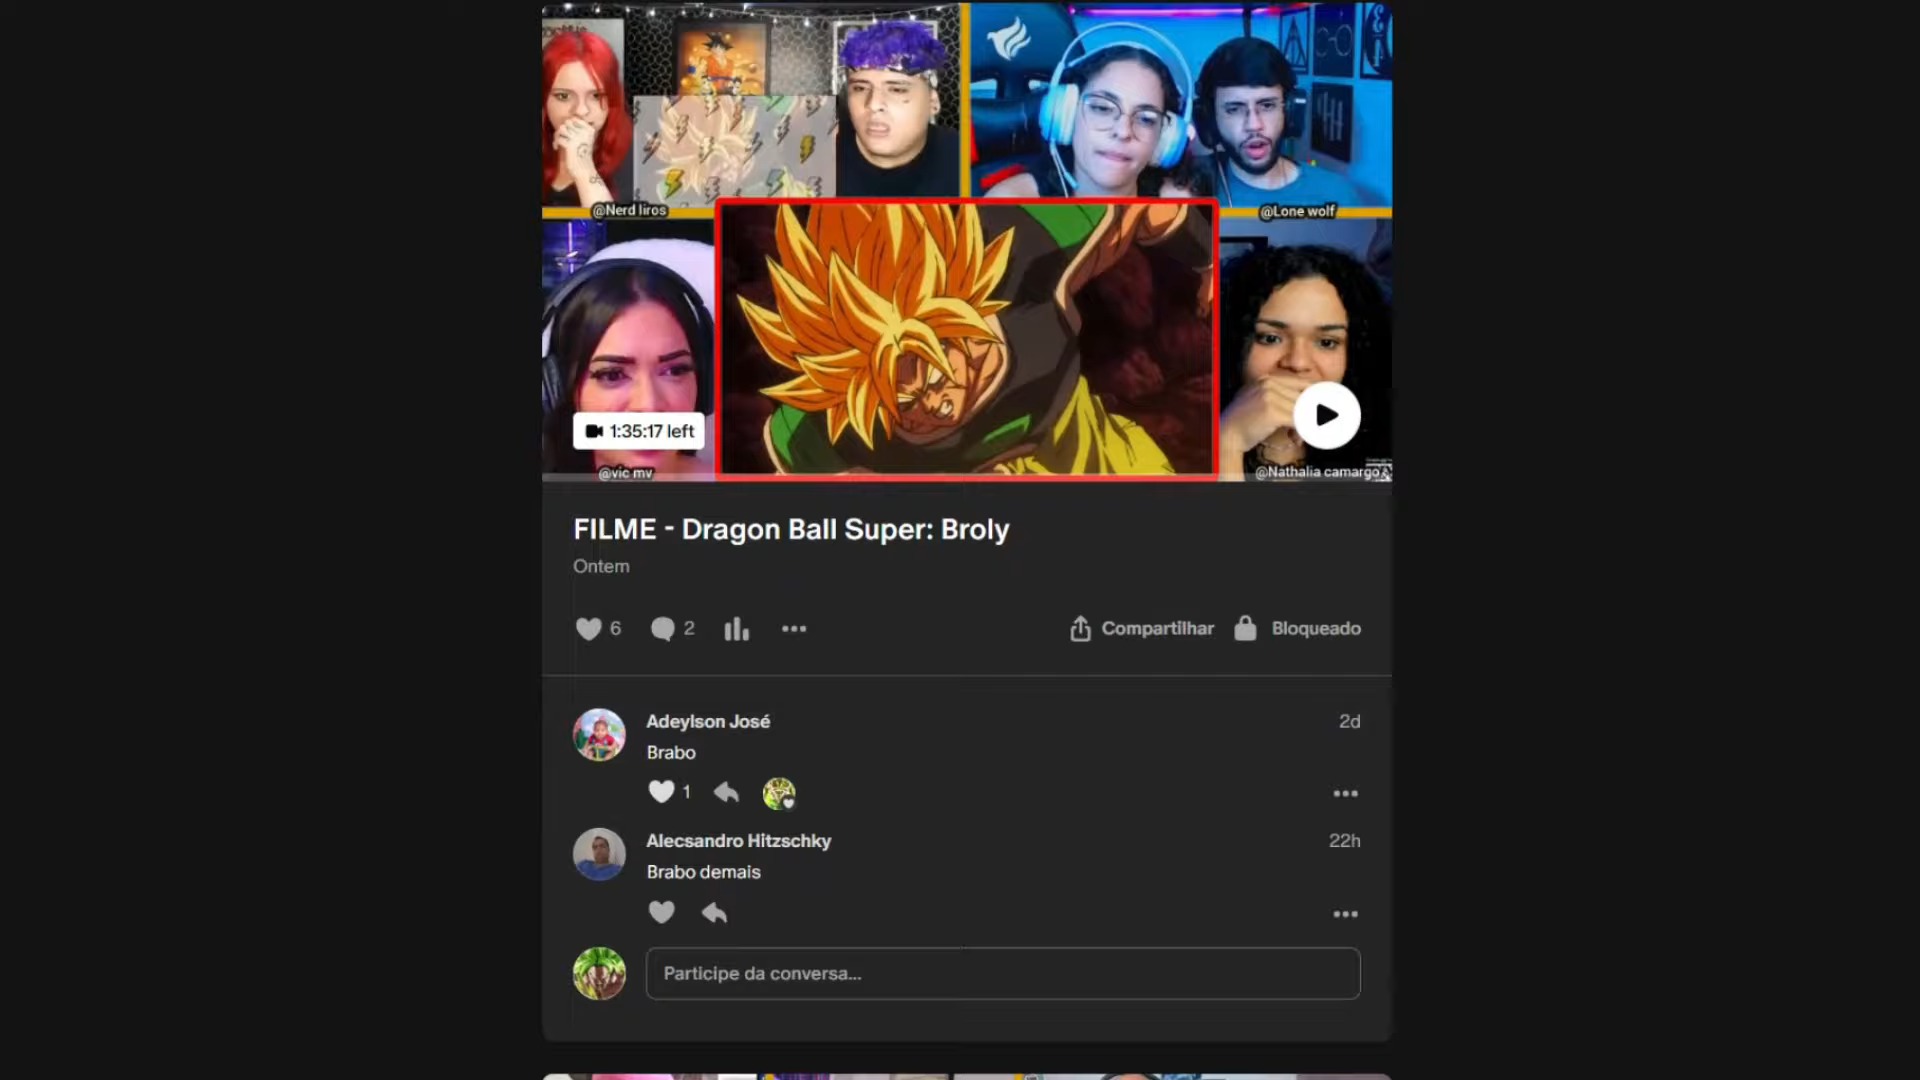 @Nerd liros
@Lone wolf
1:35:17 left
@vic mv
@Nathalia camargo
FILME - Dragon Ball Super: Broly
Ontem
6
2
Compartilhar
Bloqueado
Adeylson José
2d
Brabo
1
Alecsandro Hitzschky
22h
Brabo demais
Participe da conversa...